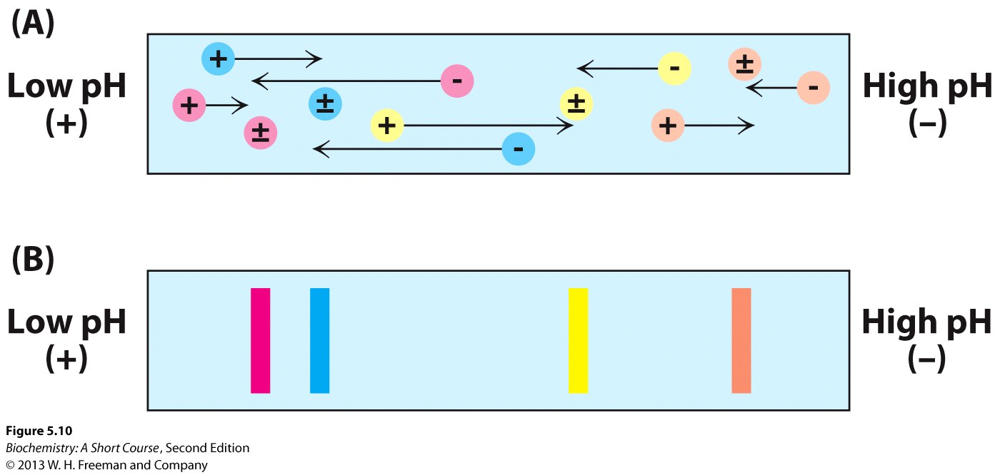 (A)
Low pH
(+)
+
-
-
±
-
+
±
±
+
±
+
-
High pH
(–)
(B)
Low pH
(+)
High pH
(–)
Figure 5.10
Biochemistry: A Short Course, Second Edition
© 2013 W. H. Freeman and Company